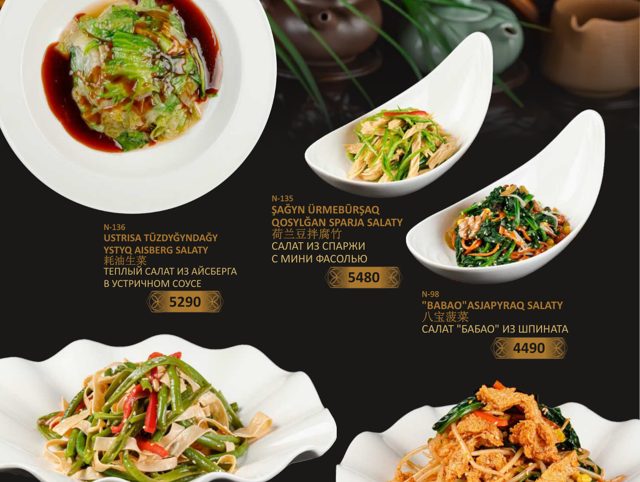 N-136
USTRISA TŪZDYǴYNDAǴY
YSTYQ AISBERG SALATY
耗油生菜
ТЕПЛЫЙ САЛАТ ИЗ АЙСБЕРГА
В УСТРИЧНОМ СОУСЕ
5290
N-135
ŞAĞYN ÜRMEBÜRŞAQ
QOSYLĞAN SPARJA SALATY
荷兰豆拌腐竹
САЛАТ ИЗ СПАРЖИ
С МИНИ ФАСОЛЬЮ
5480
N-98
"BABAO"ASJAPYRAQ SALATY
八宝菠菜
САЛАТ "БАБАО" ИЗ ШПИНАТА
4490